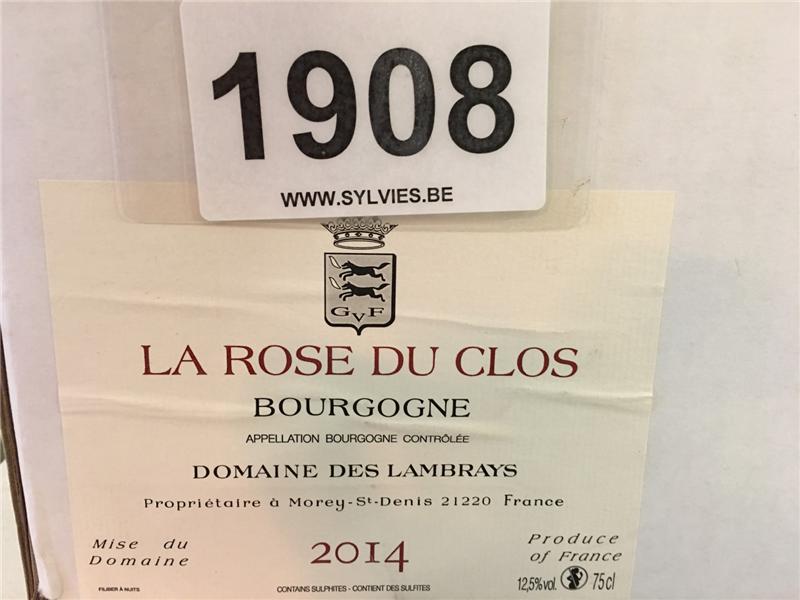 1908
WWW.SYLVIES.BE
GVF
LA ROSE DU CLOS
BOURGOGNE
APPELLATION BOURGOGNE CONTRÔLÉE
DOMAINE DES LAMBRAYS
Propriétaire à Morey-St-Denis 21220 France
Mise du
Domaine
2014
Produce
of France
FILIBER À NUITS
CONTAINS SULPHITES - CONTIENT DES SULFITES
12,5%vol. 75cl